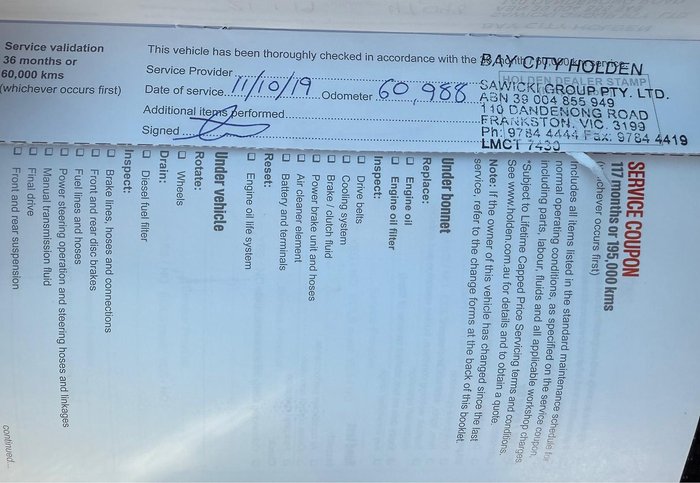 Service validation
36 months or
60,000 kms
(whichever occurs first)
This vehicle has been thoroughly checked in accordance with the 36 month
Service Provider
Date of service 11/10/19 Odometer 60,988
Additional items performed
Signed
BAY CITY HOLDEN
HOLDEN DEALER STAMP
SAWICKI GROUP PTY. LTD.
ABN 39 004 855 949
110 DANDENONG ROAD
FRANKSTON, VIC. 3199
Ph: 9784 4444 Fax: 9784 4419
LMCT 7430
SERVICE COUPON
117 months or 195,000 kms
(whichever occurs first)
Includes all items listed in the standard maintenance schedule for
normal operating conditions, as specified on the service coupon,
including parts, labour, fluids and all applicable workshop charges.
*Subject to Lifetime Capped Price Servicing terms and conditions.
See www.holden.com.au for details and to obtain a quote.
Note: If the owner of this vehicle has changed since the last
service, refer to the change forms at the back of this booklet.
Under bonnet
Replace:
Engine oil
Engine oil filter
Inspect:
Drive belts
Cooling system
Brake / clutch fluid
Power brake unit and hoses
Air cleaner element
Battery and terminals
Reset:
Engine oil life system
Under vehicle
Rotate:
Wheels
Drain:
Diesel fuel filter
Inspect:
Brake lines, hoses and connections
Front and rear disc brakes
Fuel lines and hoses
Power steering operation and steering hoses and linkages
Manual transmission fluid
Final drive
Front and rear suspension
continued...